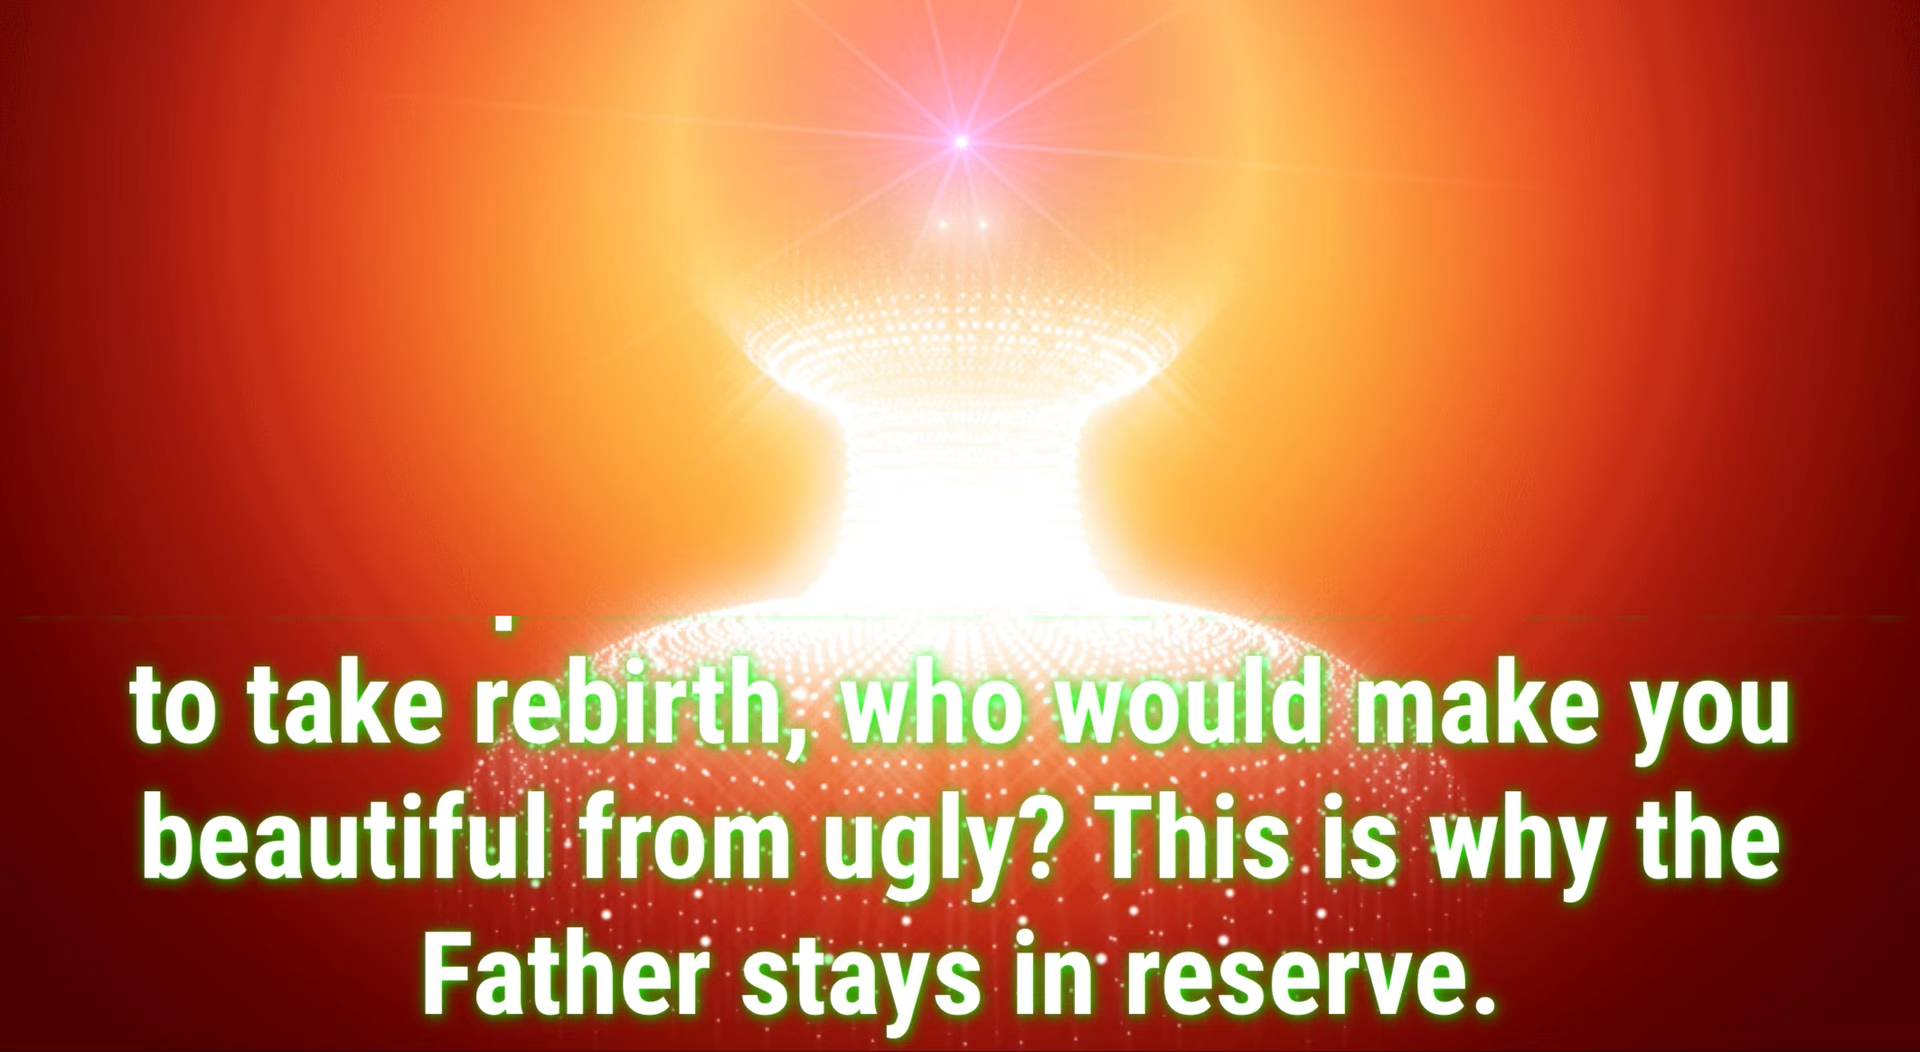 to take rebirth, who would make you
beautiful from ugly? This is why the
Father stays in reserve.